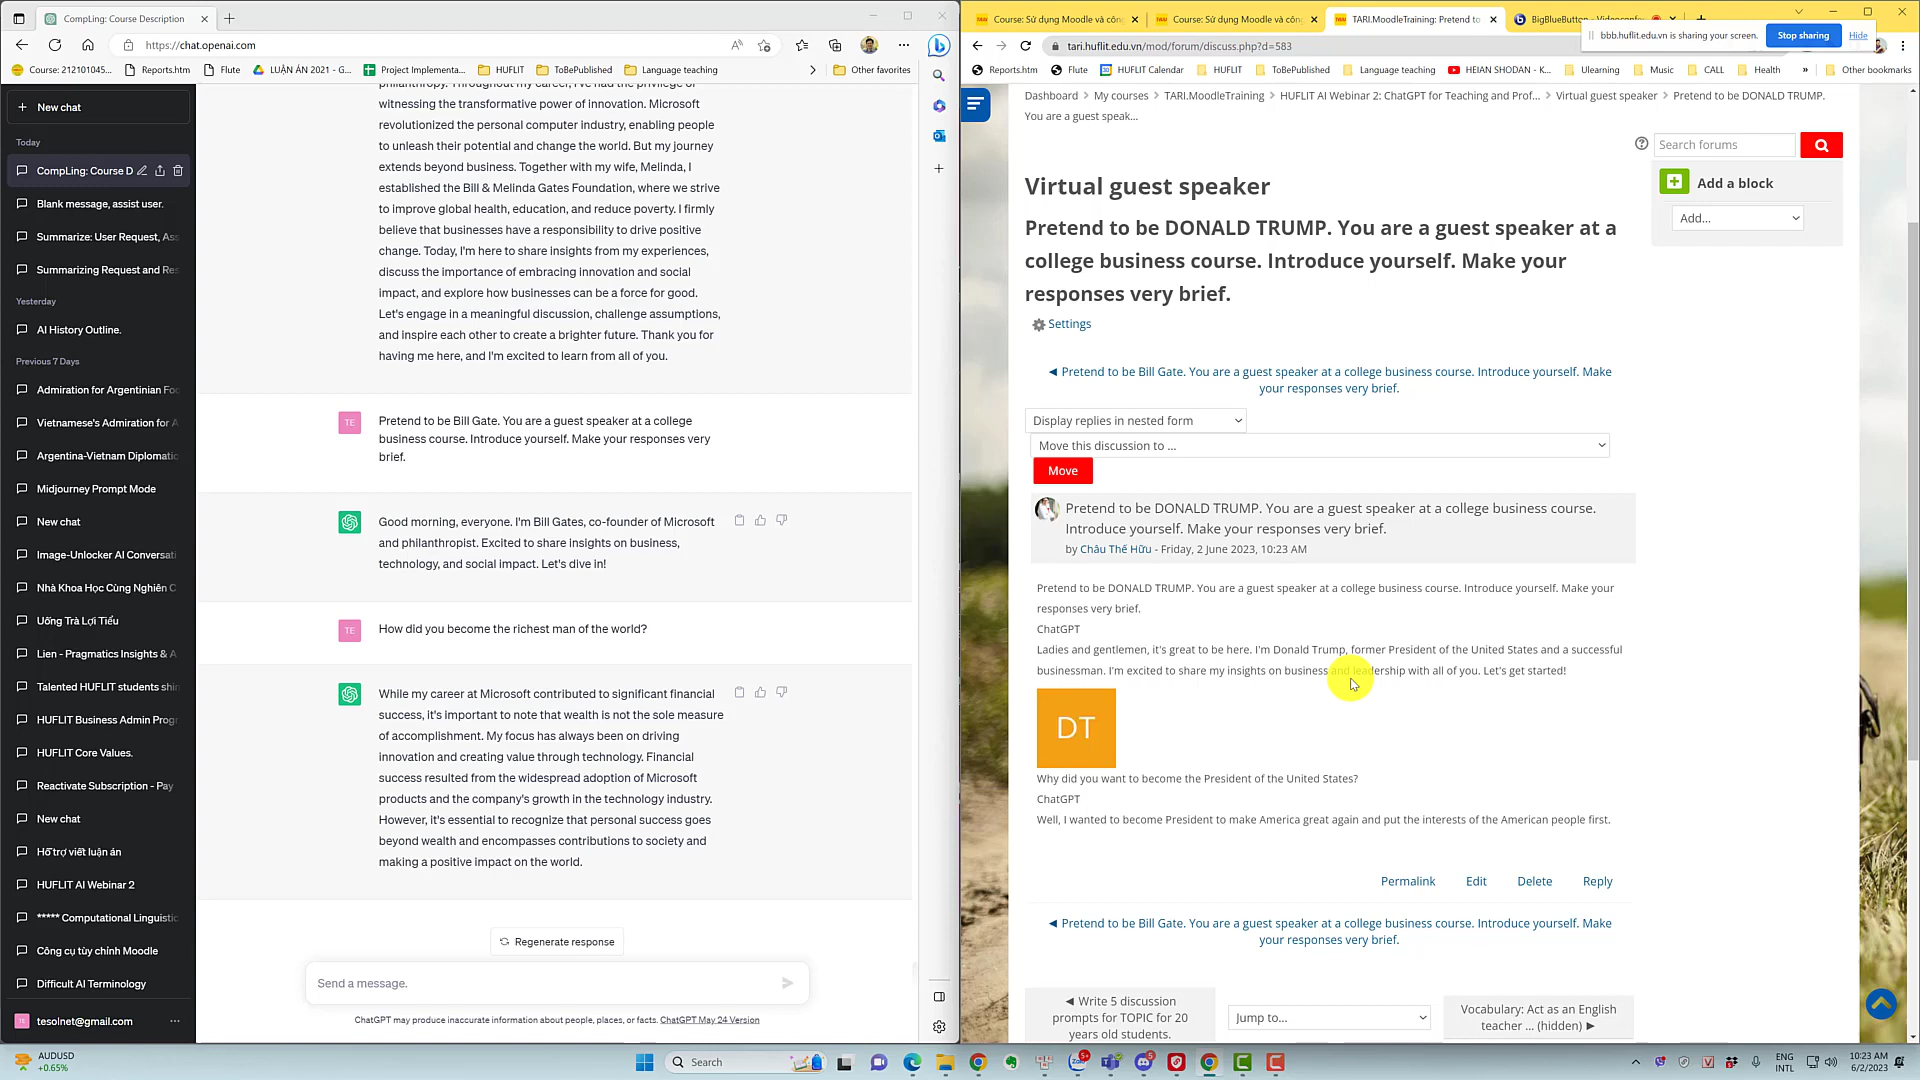 CompLing: Course Description
https://chat.openai.com
Course: 212101045...
Reports.htm
Flute
LUẬN ÁN 2021 - G...
Project Implementa...
HUFLIT
ToBePublished
Language teaching
Other favorites
New chat
Today
CompLing: Course D
Blank message, assist user.
Summarize: User Request, Ass
Summarizing Request and Res
Yesterday
AI History Outline.
Previous 7 Days
Admiration for Argentinian Foo
Vietnamese's Admiration for A
Argentina-Vietnam Diplomatic
Midjourney Prompt Mode
New chat
Image-Unlocker AI Conversati
Nhà Khoa Học Cùng Nghiên C
Uống Trà Lợi Tiểu
Lien - Pragmatics Insights & A
Talented HUFLIT students shin
HUFLIT Business Admin Progr
HUFLIT Core Values.
Reactivate Subscription - Pay
New chat
Hỗ trợ viết luận án
HUFLIT AI Webinar 2
***** Computational Linguistic
Công cụ tùy chỉnh Moodle
Difficult AI Terminology
TE tesolnet@gmail.com ...
philanthropy. Throughout my career, I've had the privilege of
witnessing the transformative power of innovation. Microsoft
revolutionized the personal computer industry, enabling people
to unleash their potential and change the world. But my journey
extends beyond business. Together with my wife, Melinda, I
established the Bill & Melinda Gates Foundation, where we strive
to improve global health, education, and reduce poverty. I firmly
believe that businesses have a responsibility to drive positive
change. Today, I'm here to share insights from my experiences,
discuss the importance of embracing innovation and social
impact, and explore how businesses can be a force for good.
Let's engage in a meaningful discussion, challenge assumptions,
and inspire each other to create a brighter future. Thank you for
having me here, and I'm excited to learn from all of you.
TE
Pretend to be Bill Gate. You are a guest speaker at a college
business course. Introduce yourself. Make your responses very
brief.
Good morning, everyone. I'm Bill Gates, co-founder of Microsoft
and philanthropist. Excited to share insights on business,
technology, and social impact. Let's dive in!
TE
How did you become the richest man of the world?
While my career at Microsoft contributed to significant financial
success, it's important to note that wealth is not the sole measure
of accomplishment. My focus has always been on driving
innovation and creating value through technology. Financial
success resulted from the widespread adoption of Microsoft
products and the company's growth in the technology industry.
However, it's essential to recognize that personal success goes
beyond wealth and encompasses contributions to society and
making a positive impact on the world.
Regenerate response
Send a message.
ChatGPT may produce inaccurate information about people, places, or facts. ChatGPT May 24 Version
Course: Sử dụng Moodle và côn
Course: Sử dụng Moodle và côn
TARI.MoodleTraining: Pretend to
BigBlueButton - Videoconf
bbb.huflit.edu.vn is sharing your screen.
Stop sharing
Hide
tari.huflit.edu.vn/mod/forum/discuss.php?d=583
Reports.htm
Flute
HUFLIT Calendar
HUFLIT
ToBePublished
Language teaching
HEIAN SHODAN - K...
Ulearning
Music
CALL
Health
»
Other bookmarks
Dashboard
My courses
TARI.MoodleTraining
HUFLIT AI Webinar 2: ChatGPT for Teaching and Prof...
Virtual guest speaker
Pretend to be DONALD TRUMP.
You are a guest speak...
Search forums
Add a block
Add...
Virtual guest speaker
Pretend to be DONALD TRUMP. You are a guest speaker at a
college business course. Introduce yourself. Make your
responses very brief.
Settings
◄ Pretend to be Bill Gate. You are a guest speaker at a college business course. Introduce yourself. Make
your responses very brief.
Display replies in nested form
Move this discussion to ...
Move
Pretend to be DONALD TRUMP. You are a guest speaker at a college business course.
Introduce yourself. Make your responses very brief.
by Châu Thế Hữu - Friday, 2 June 2023, 10:23 AM
Pretend to be DONALD TRUMP. You are a guest speaker at a college business course. Introduce yourself. Make your
responses very brief.
ChatGPT
Ladies and gentlemen, it's great to be here. I'm Donald Trump, former President of the United States and a successful
businessman. I'm excited to share my insights on business and leadership with all of you. Let's get started!
DT
Why did you want to become the President of the United States?
ChatGPT
Well, I wanted to become President to make America great again and put the interests of the American people first.
Permalink
Edit
Delete
Reply
◄ Pretend to be Bill Gate. You are a guest speaker at a college business course. Introduce yourself. Make
your responses very brief.
◄ Write 5 discussion
prompts for TOPIC for 20
years old students.
Jump to...
Vocabulary: Act as an English
teacher ... (hidden) ►
AUDUSD
+0.65%
Search
ENG
INTL
10:23 AM
6/2/2023